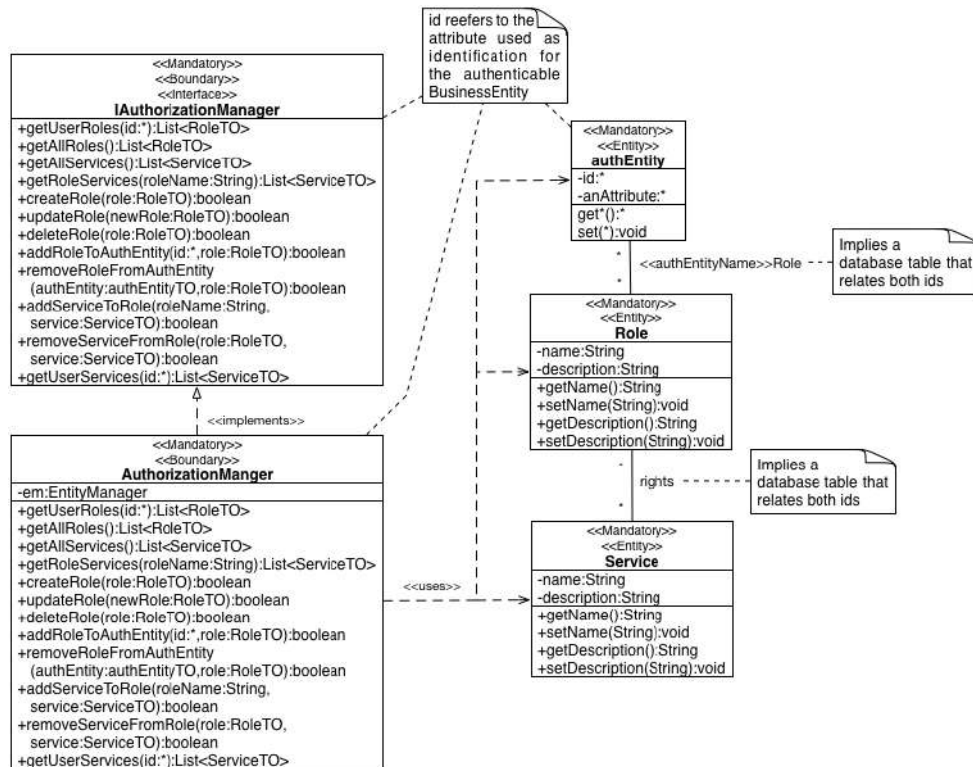 id reefers to the
attribute used as
identification for
the authenticable
BusinessEntity
<<Mandatory>>
<<Boundary>>
<<Interface>>
IAuthorizationManager
+getUserRoles(id:*):List<RoleTO>
+getAllRoles():List<RoleTO>
+getAllServices():List<ServiceTO>
+getRoleServices(roleName:String):List<ServiceTO>
+createRole(role:RoleTO):boolean
+updateRole(newRole:RoleTO):boolean
+deleteRole(role:RoleTO):boolean
+addRoleToAuthEntity(id:*,role:RoleTO):boolean
+removeRoleFromAuthEntity
(authEntity:authEntityTO,role:RoleTO):boolean
+addServiceToRole(roleName:String,
service:ServiceTO):boolean
+removeServiceFromRole(role:RoleTO,
service:ServiceTO):boolean
+getUserServices(id:*):List<ServiceTO>
<<implements>>
<<Mandatory>>
<<Boundary>>
AuthorizationManger
-em:EntityManager
+getUserRoles(id:*):List<RoleTO>
+getAllRoles():List<RoleTO>
+getAllServices():List<ServiceTO>
+getRoleServices(roleName:String):List<ServiceTO>
+createRole(role:RoleTO):boolean
+updateRole(newRole:RoleTO):boolean
+deleteRole(role:RoleTO):boolean
+addRoleToAuthEntity(id:*,role:RoleTO):boolean
+removeRoleFromAuthEntity
(authEntity:authEntityTO,role:RoleTO):boolean
+addServiceToRole(roleName:String,
service:ServiceTO):boolean
+removeServiceFromRole(role:RoleTO,
service:ServiceTO):boolean
+getUserServices(id:*):List<ServiceTO>
<<uses>>
<<Mandatory>>
<<Entity>>
authEntity
-id:*
-anAttribute:*
get*():*
set(*):void
*
<<authEntityName>>Role
*
Implies a
database table that
relates both ids
<<Mandatory>>
<<Entity>>
Role
-name:String
-description:String
+getName():String
+setName(String):void
+getDescription():String
+setDescription(String):void
*
rights
*
Implies a
database table that
relates both ids
<<Mandatory>>
<<Entity>>
Service
-name:String
-description:String
+getName():String
+setName(String):void
+getDescription():String
+setDescription(String):void